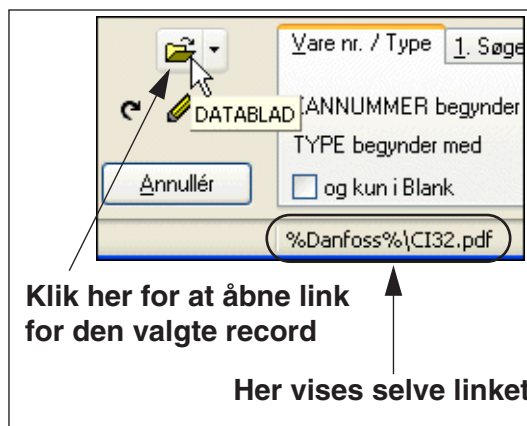 Vare nr. / Type
1. Søge
DATABLAD
ANNUMMER begynder
TYPE begynder med
Annullér
og kun i Blank
%Danfoss%\CI32.pdf
Klik her for at åbne link
for den valgte record
Her vises selve linket